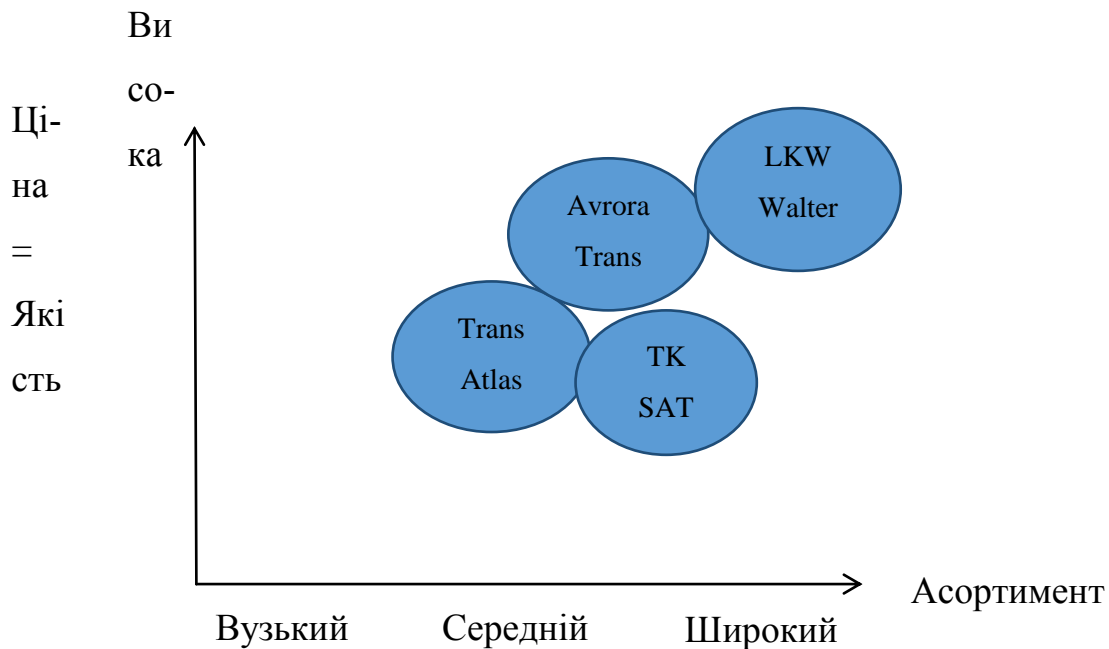 Ви
со-
ка
Ці-
на
=
Які
сть
LKW
Walter
Avrora
Trans
Trans
Atlas
TK
SAT
Асортимент
Вузький
Середній
Широкий